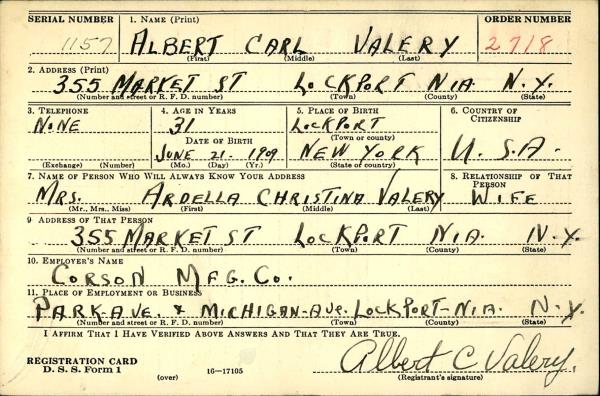 SERIAL NUMBER 1. NAME (Print) ORDER NUMBER
1157 ALBERT CARL VALERY 2718
(First) (Middle) (Last)
2. ADDRESS (Print)
355 MARKET ST LOCKPORT NIA. N.Y.
(Number and street or R. F. D. number) (Town) (County) (State)
3. TELEPHONE 4. AGE IN YEARS 5. PLACE OF BIRTH 6. COUNTRY OF CITIZENSHIP
NONE 31 LOCKPORT
(Town or county)
DATE OF BIRTH
JUNE 21. 1909 NEW YORK U.S.A.
(Exchange) (Number) (Mo.) (Day) (Yr.) (State or country)
7. NAME OF PERSON WHO WILL ALWAYS KNOW YOUR ADDRESS 8. RELATIONSHIP OF THAT PERSON
MRS. ARDELLA CHRISTINA VALERY WIFE
(Mr., Mrs., Miss) (First) (Middle) (Last)
9 ADDRESS OF THAT PERSON
355 MARKET ST LOCKPORT NIA. N.Y.
(Number and street or R. F. D. number) (Town) (County) (State)
10. EMPLOYER'S NAME
CORSON MFG. CO.
11. PLACE OF EMPLOYMENT OR BUSINESS
PARK-AVE. & MICHIGAN-AVE. LOCKPORT-NIA. N.Y.
(Number and street or R. F. D. number) (Town) (County) (State)
I AFFIRM THAT I HAVE VERIFIED ABOVE ANSWERS AND THAT THEY ARE TRUE.
REGISTRATION CARD
D. S. S. Form 1 Albert C Valery.
(over) 16—17105 (Registrant's signature)